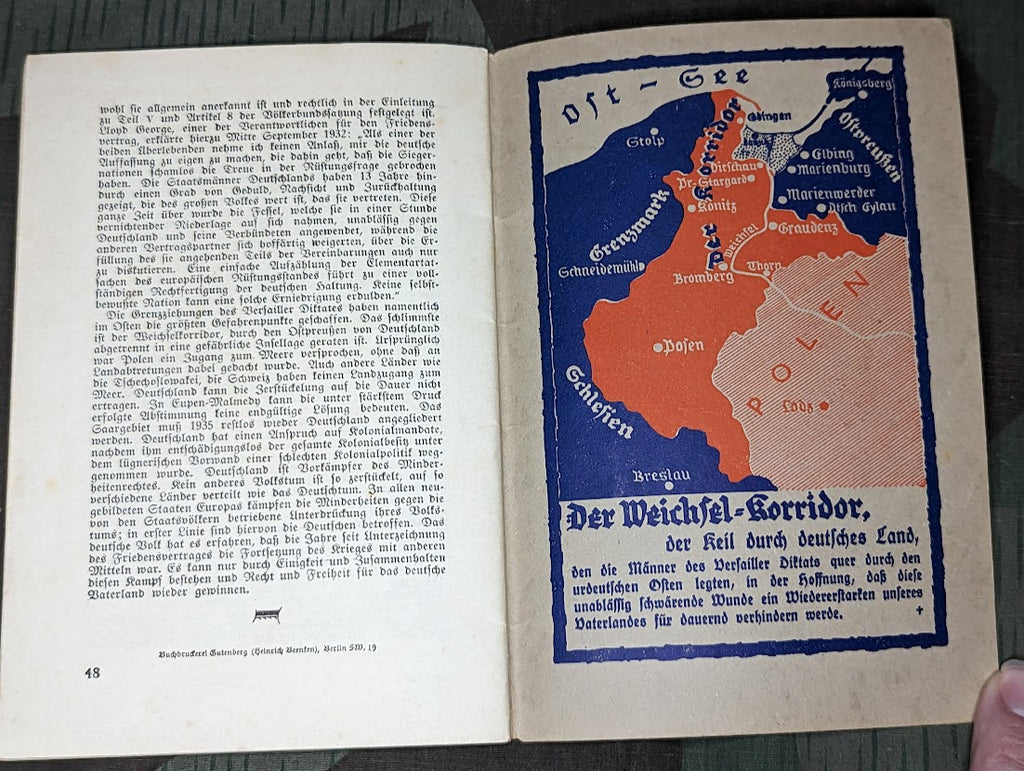 wohl sie allgemein anerkannt ist und rechtlich in der Einleitung
zu Teil V und Artikel 8 der Völkerbundssatzung festgelegt ist.
Lloyd George, einer der Verantwortlichen für den Friedens-
vertrag, erklärte hierzu Mitte September 1932: „Als einer der
beiden Überlebenden nehme ich keinen Anlaß, mir die deutsche
Auffassung zu eigen zu machen, die dahin geht, daß die Sieger-
nationen schamlos die Treue in der Rüstungsfrage gebrochen
haben. Die Staatsmänner Deutschlands haben 13 Jahre hin-
durch einen Grad von Geduld, Nachsicht und Zurückhaltung
gezeigt, die des großen Volkes wert ist, das sie vertreten. Diese
ganze Zeit über wurde die Fessel, welche sie in einer Stunde
vernichtender Niederlage auf sich nahmen, unablässig gegen
Deutschland und seine Verbündeten angewendet, während die
anderen Vertragspartner sich hoffärtig weigerten, über die Er-
füllung des sie angehenden Teils der Vereinbarungen auch nur
zu diskutieren. Eine einfache Aufzählung der Elementartat-
sachen des europäischen Rüstungsstandes führt zu einer voll-
ständigen Rechtfertigung der deutschen Haltung. Keine selbst-
bewußte Nation kann eine solche Erniedrigung erdulden."
Die Grenzziehungen des Versailler Diktates haben namentlich
im Osten die größten Gefahrenpunkte geschaffen. Das schlimmste
ist der Weichselkorridor, durch den Ostpreußen von Deutschland
abgetrennt in eine gefährliche Insellage geraten ist. Ursprünglich
war Polen ein Zugang zum Meere versprochen, ohne daß an
Landabtretungen dabei gedacht wurde. Auch andere Länder wie
die Tschechoslowakei, die Schweiz haben keinen Landzugang zum
Meer. Deutschland kann die Zerstückelung auf die Dauer nicht
ertragen. In Eupen-Malmedy kann die unter stärkstem Druck
erfolgte Abstimmung keine endgültige Lösung bedeuten. Das
Saargebiet muß 1935 restlos wieder Deutschland angegliedert
werden. Deutschland hat einen Anspruch auf Kolonialmandate,
nachdem ihm entschädigungslos der gesamte Kolonialbesitz unter
dem lügnerischen Vorwand einer schlechten Kolonialpolitik weg-
genommen wurde. Deutschland ist Vorkämpfer des Minder-
heitenrechtes. Kein anderes Volkstum ist so zerstückelt, auf so
verschiedene Länder verteilt wie das Deutschtum. In allen neu-
gebildeten Staaten Europas kämpfen die Minderheiten gegen die
von den Staatsvölkern betriebene Unterdrückung ihres Volks-
tums; in erster Linie sind hiervon die Deutschen betroffen. Das
deutsche Volk hat es erfahren, daß die Jahre seit Unterzeichnung
des Friedensvertrages die Fortsetzung des Krieges mit anderen
Mitteln war. Es kann nur durch Einigkeit und Zusammenhalten
diesen Kampf bestehen und Recht und Freiheit für das deutsche
Vaterland wieder gewinnen.
Buchdruckerei Gutenberg (Heinrich Beenken), Berlin SW. 19
48
Ost-See
Königsberg
Gdingen
Ostpreußen
Stolp
Korridor
Elbing
Dirschau
Marienburg
Pr-Stargard
Marienwerder
Könitz
Dtsch Eylau
Grenzmark
Weichsel
Graudenz
Schneidemühl
Bromberg
Thorn
POLEN
Posen
Lodz
Schlesien
Breslau
Der Weichsel-Korridor,
der Keil durch deutsches Land,
den die Männer des Versailler Diktats quer durch den
urdeutschen Osten legten, in der Hoffnung, daß diese
unablässig schwärende Wunde ein Wiedererstarken unseres
Vaterlandes für dauernd verhindern werde.